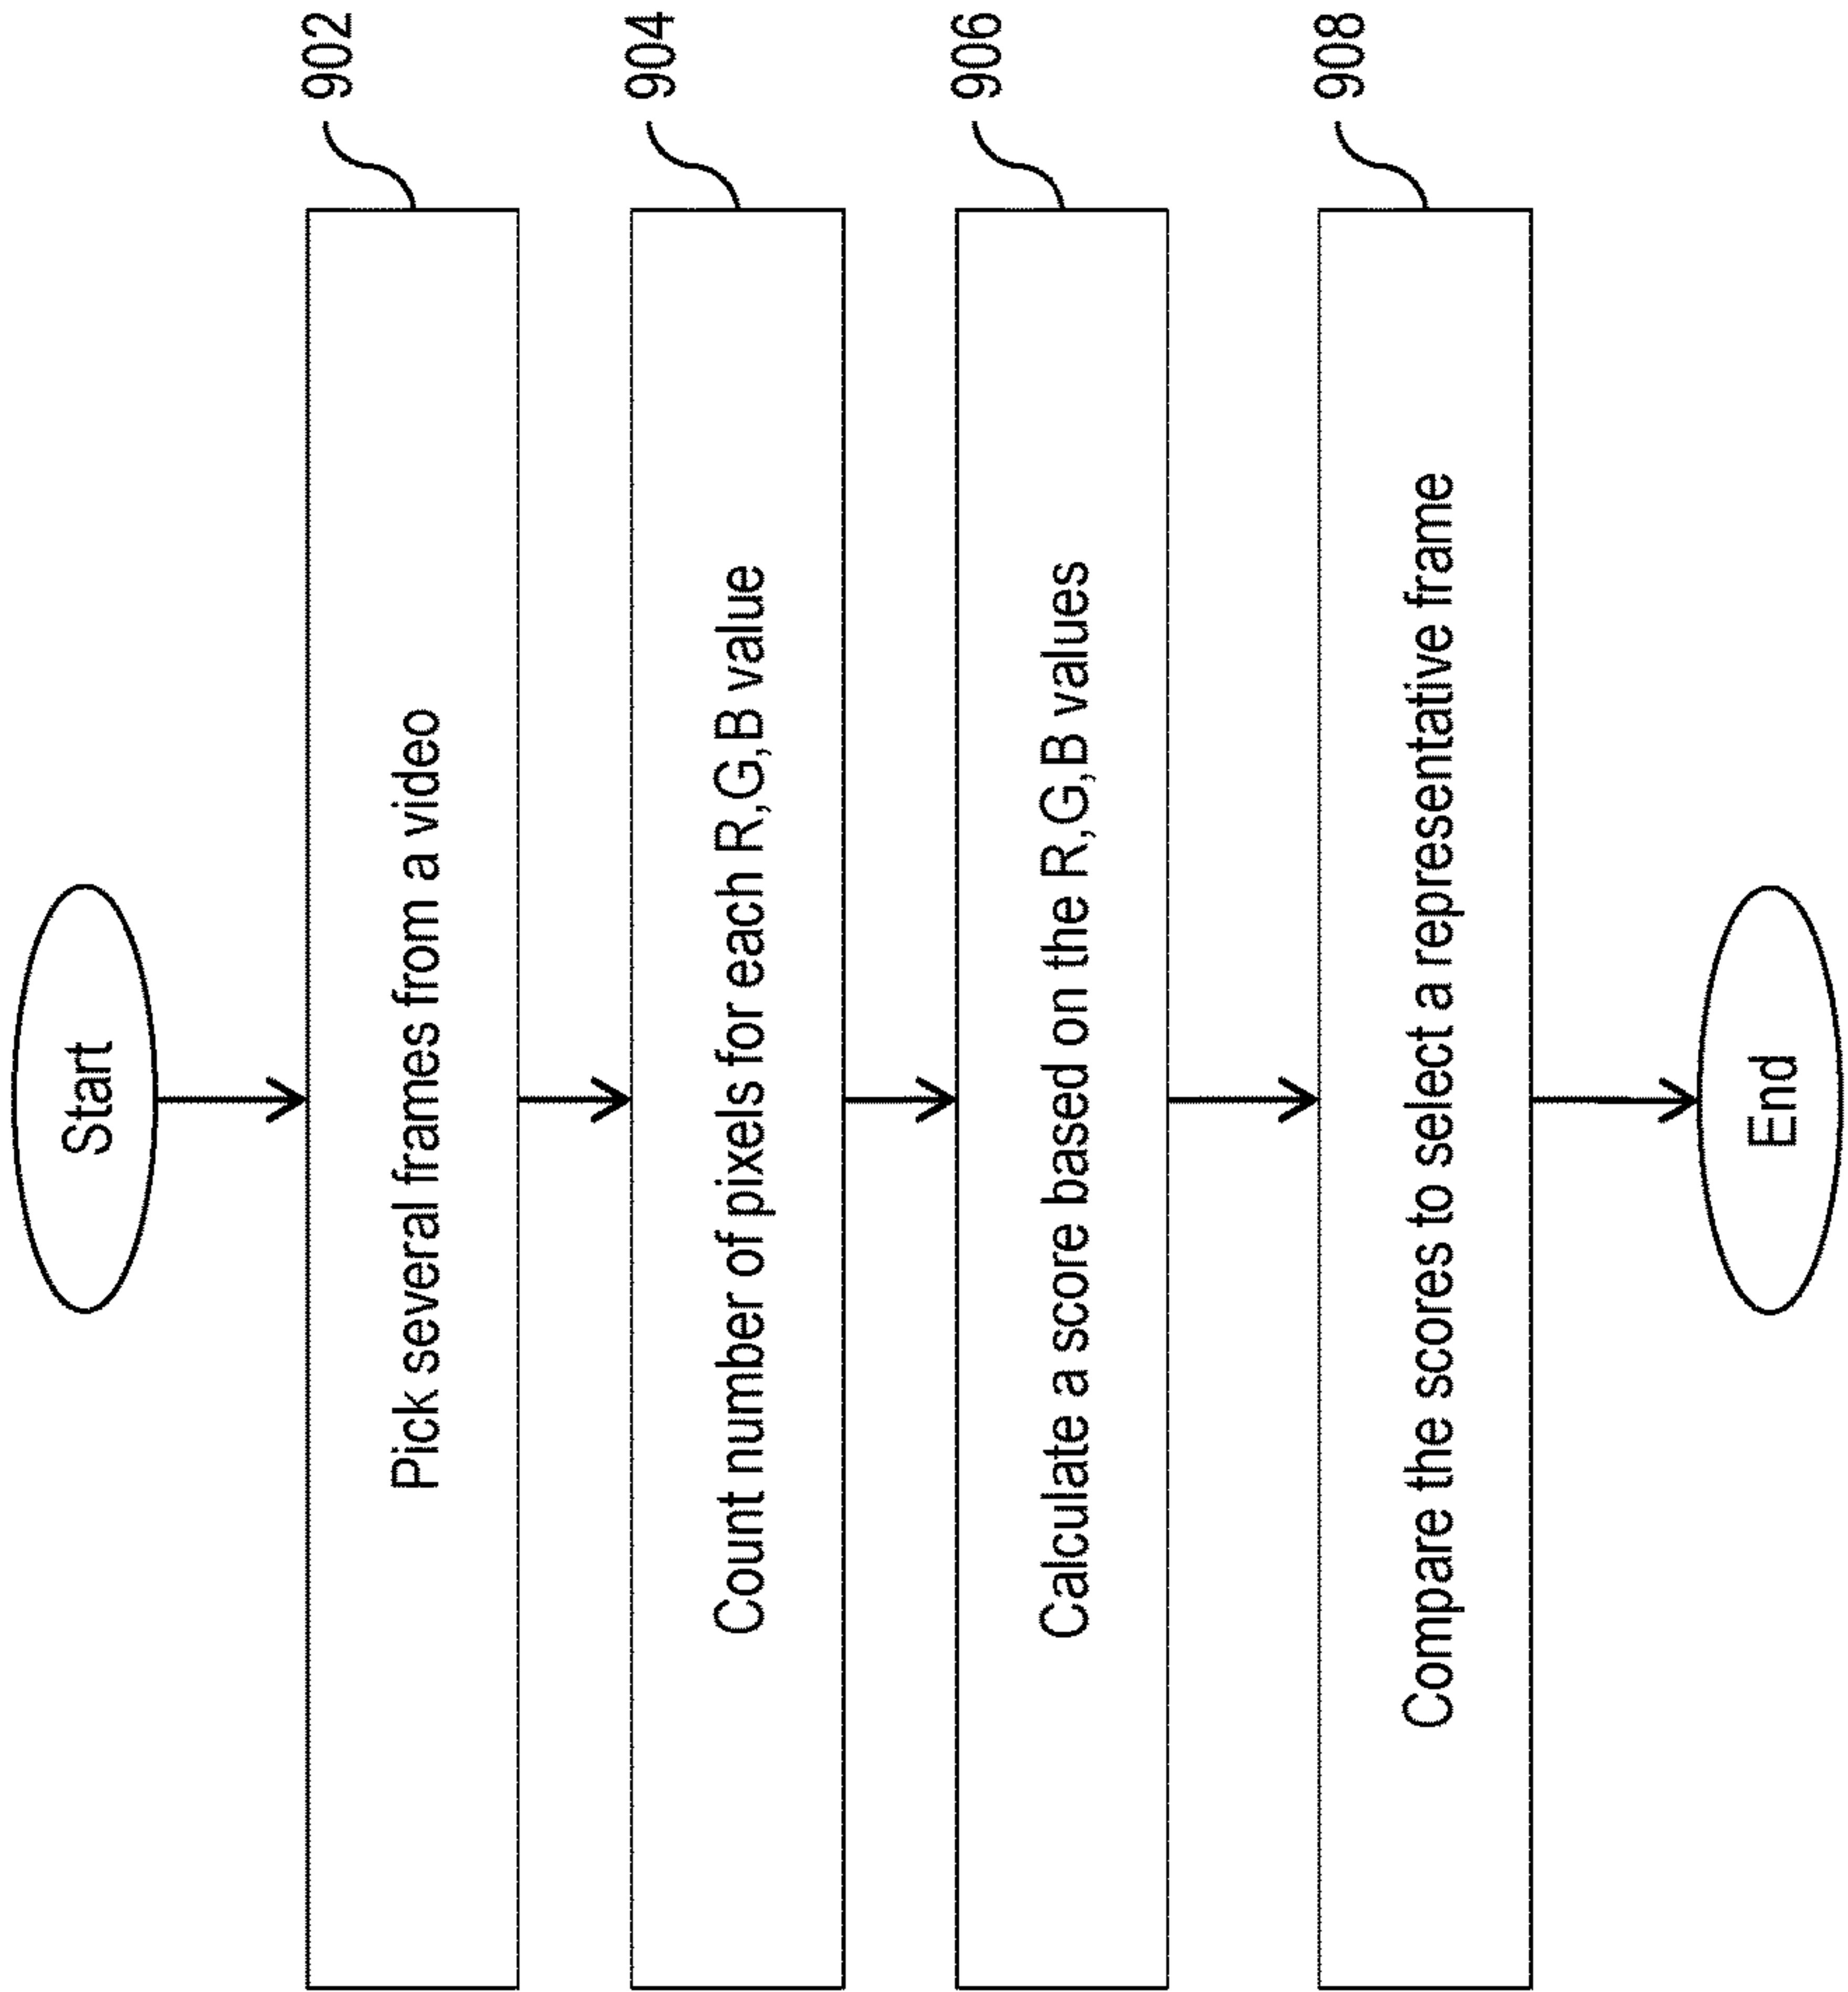 Start
902
Pick several frames from a video
904
Count number of pixels for each R,G,B value
906
Calculate a score based on the R,G,B values
908
Compare the scores to select a representative frame
End